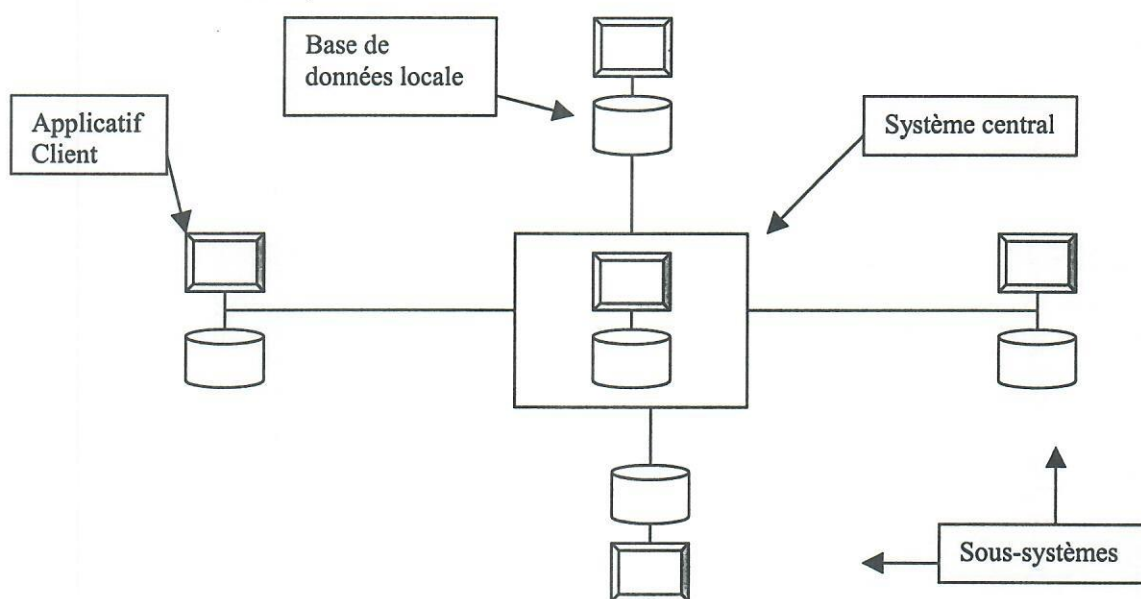 Base de
données locale
Applicatif
Client
Système central
Sous-systèmes